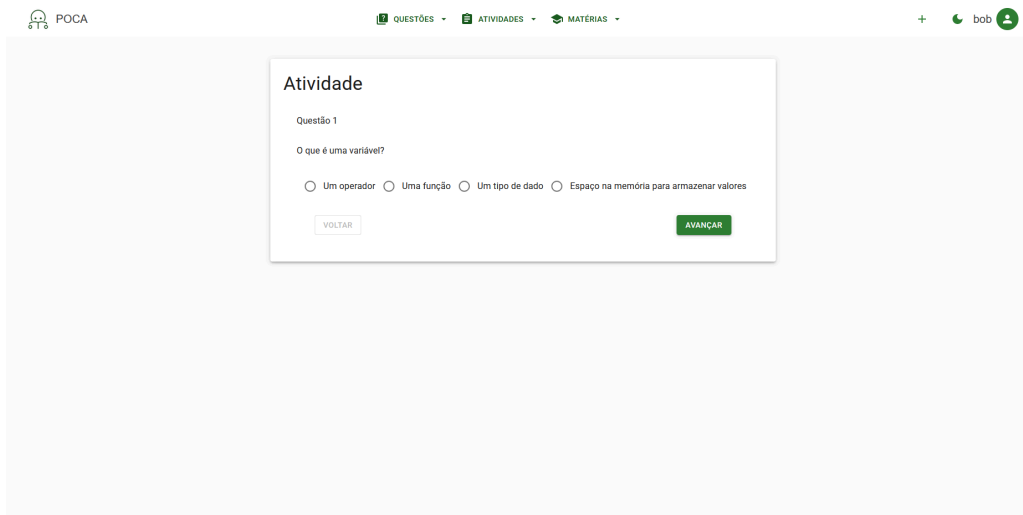 POCA QUESTÕES ATIVIDADES MATÉRIAS + bob
Atividade
Questão 1
O que é uma variável?
Um operador Uma função Um tipo de dado Espaço na memória para armazenar valores
VOLTAR AVANÇAR